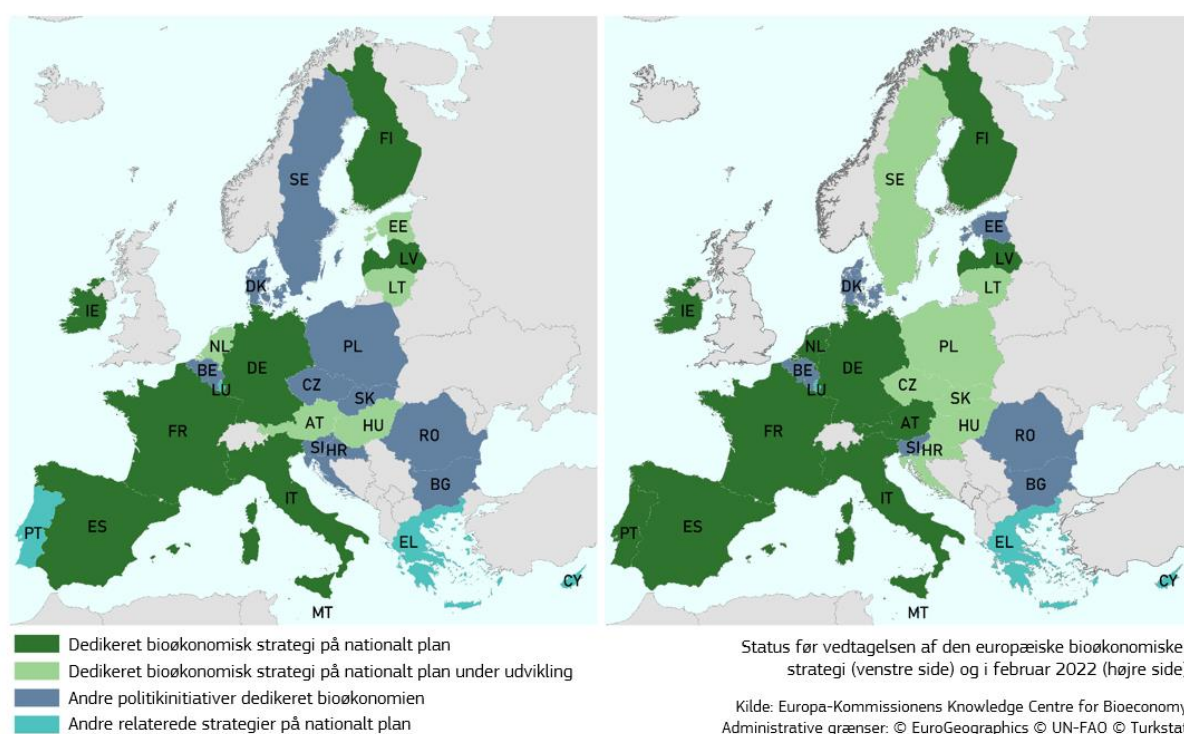 FI
SE
EE
LV
DK
LT
IE
NL
PL
BE
DE
LU
CZ
SK
FR
AT
HU
RO
SI
HR
BG
IT
PT
ES
EL
CY
MT
FI
SE
EE
LV
DK
LT
IE
NL
PL
BE
DE
LU
CZ
SK
FR
AT
HU
RO
SI
HR
BG
IT
PT
ES
EL
CY
MT
Dedikeret bioøkonomisk strategi på nationalt plan
Dedikeret bioøkonomisk strategi på nationalt plan under udvikling
Andre politikinitiativer dedikeret bioøkonomien
Andre relaterede strategier på nationalt plan
Status før vedtagelsen af den europæiske bioøkonomiske
strategi (venstre side) og i februar 2022 (højre side)
Kilde: Europa-Kommissionens Knowledge Centre for Bioeconomy
Administrative grænser: © EuroGeographics © UN-FAO © Turkstat